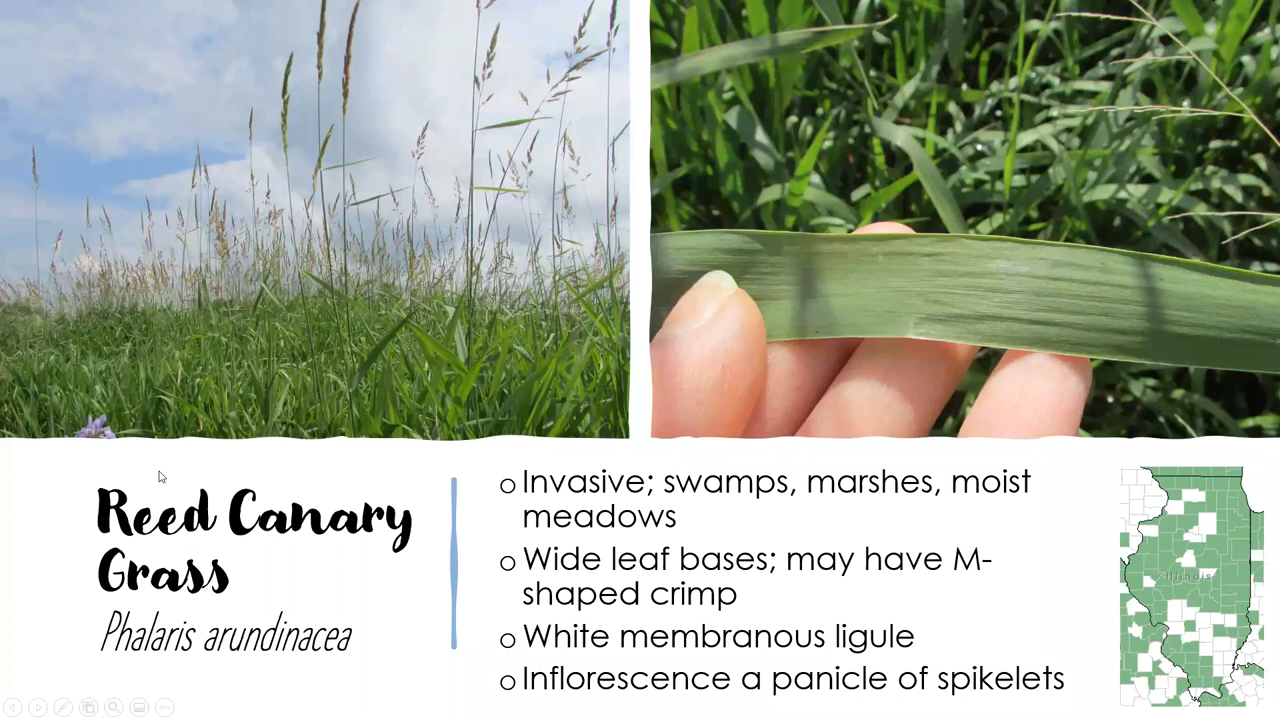 Reed Canary
Grass
Phalaris arundinacea
Invasive; swamps, marshes, moist
meadows
Wide leaf bases; may have M-
shaped crimp
White membranous ligule
Inflorescence a panicle of spikelets
Illinois